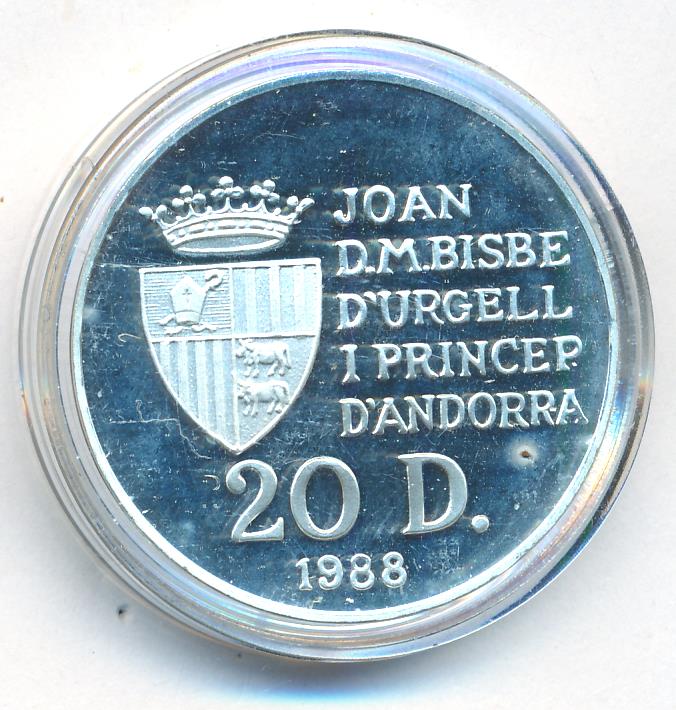 JOAN
D.M.BISBE
D'URGELL
I PRINCEP
D'ANDORRA
20 D.
1988